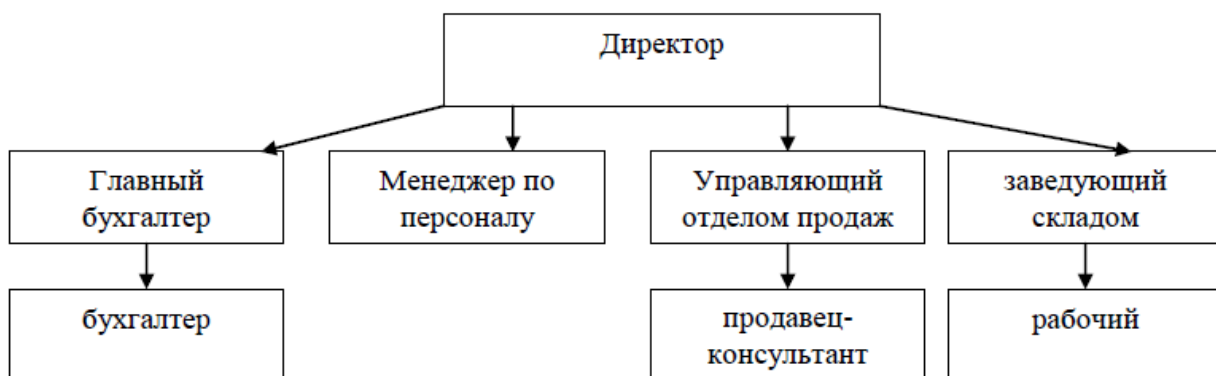 Директор
Главный
бухгалтер
Менеджер по
персоналу
Управляющий
отделом продаж
заведующий
складом
бухгалтер
продавец-
консультант
рабочий